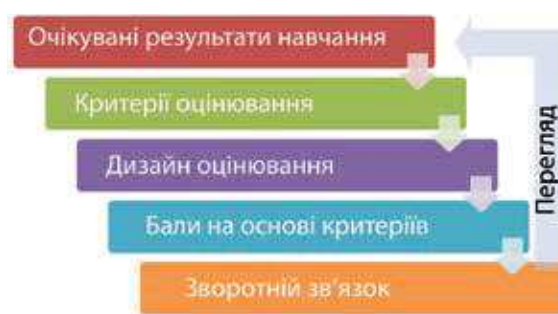 Очікувані результати навчання
Критерії оцінювання
Дизайн оцінювання
Бали на основі критеріїв
Зворотній зв'язок
Перегляд